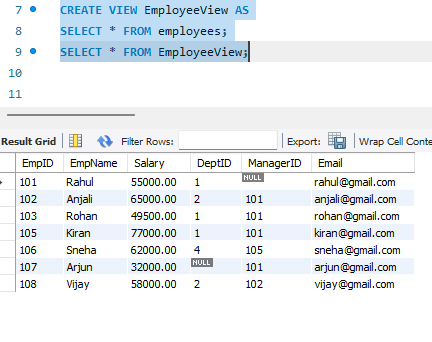 7 CREATE VIEW EmployeeView AS
8 SELECT * FROM employees;
9 SELECT * FROM EmployeeView;
10
11
Result Grid Filter Rows: Edit: Export: Wrap Cell Conte
EmpID EmpName Salary DeptID ManagerID Email
101 Rahul 55000.00 1 NULL rahul@gmail.com
102 Anjali 65000.00 2 101 anjali@gmail.com
103 Rohan 49500.00 1 101 rohan@gmail.com
105 Kiran 77000.00 1 101 kiran@gmail.com
106 Sneha 62000.00 4 105 sneha@gmail.com
107 Arjun 32000.00 NULL 101 arjun@gmail.com
108 Vijay 58000.00 2 102 vijay@gmail.com